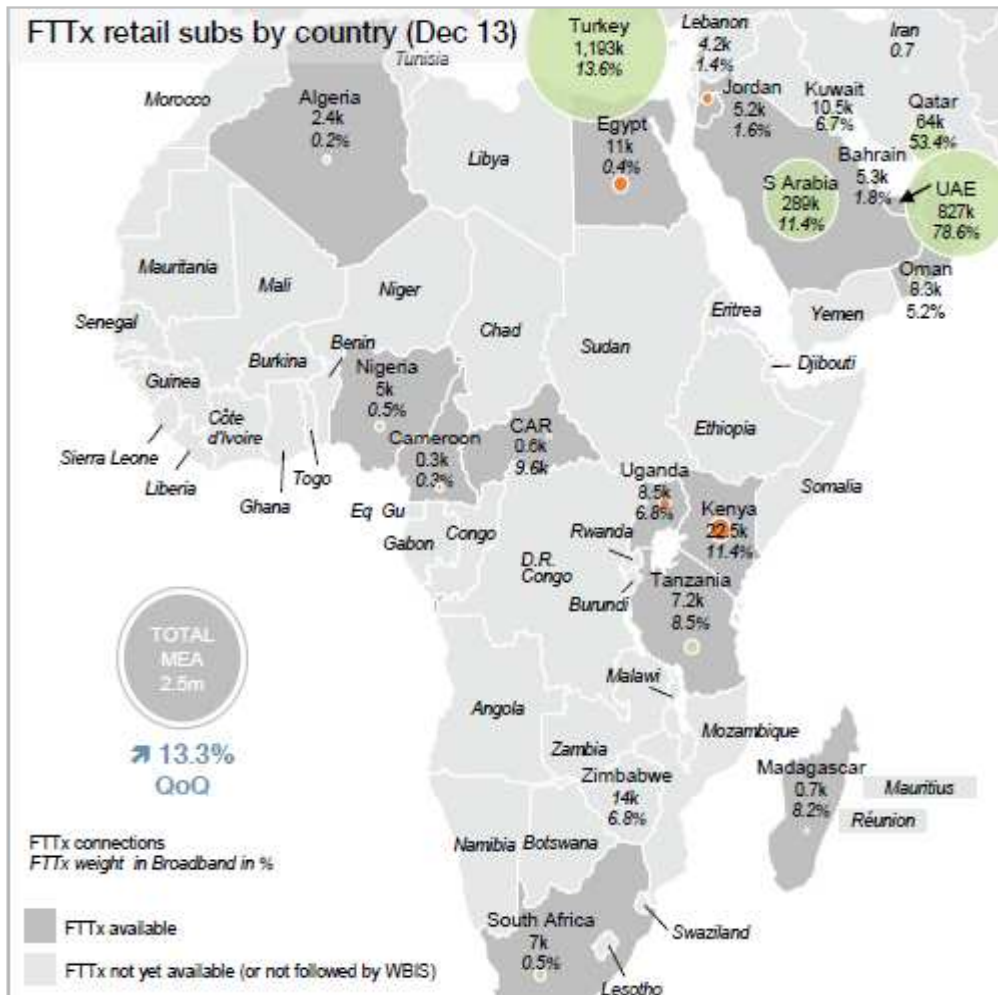 FTTx retail subs by country (Dec 13)
Turkey
1,193k
13.6%
Lebanon
4.2k
1.4%
Iran
0.7
Tunisia
Morocco
Algeria
2.4k
0.2%
Libya
Egypt
11k
0.4%
Jordan
5.2k
1.6%
Kuwait
10.5k
6.7%
Qatar
64k
53.4%
Bahrain
5.3k
1.8%
S Arabia
289k
11.4%
UAE
827k
78.6%
Oman
8.3k
5.2%
Yemen
Mauritania
Mali
Niger
Chad
Sudan
Eritrea
Djibouti
Senegal
Guinea
Sierra Leone
Liberia
Côte
d'Ivoire
Burkina
Ghana
Togo
Benin
Nigeria
5k
0.5%
Cameroon
0.3k
0.3%
CAR
0.6k
9.6k
Ethiopia
Somalia
Uganda
8.5k
6.8%
Kenya
22.5k
11.4%
Eq Gu
Gabon
Congo
D.R.
Congo
Rwanda
Burundi
Tanzania
7.2k
8.5%
TOTAL
MEA
2.5m
13.3%
QoQ
Angola
Malawi
Zambia
Mozambique
Zimbabwe
14k
6.8%
Madagascar
0.7k
8.2%
Mauritius
Réunion
Namibia
Botswana
South Africa
7k
0.5%
Swaziland
Lesotho
FTTx connections
FTTx weight in Broadband in %
FTTx available
FTTx not yet available (or not followed by WBIS)